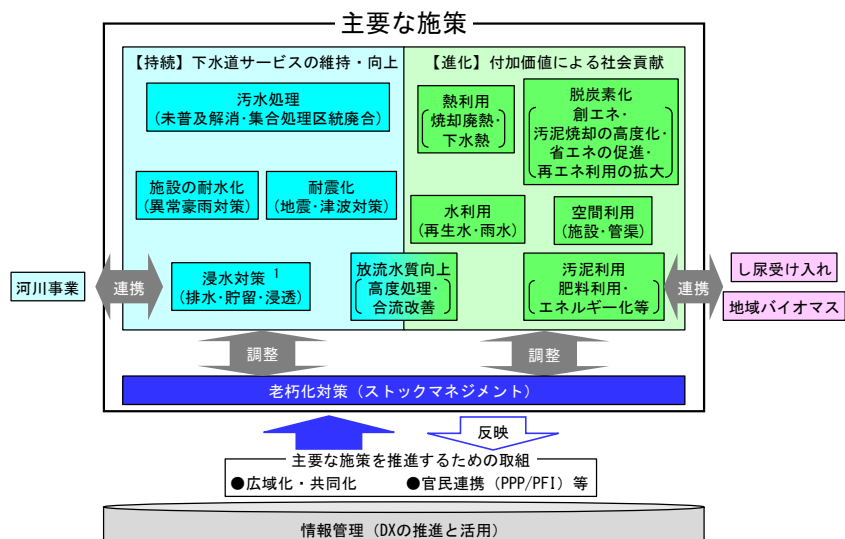 主要な施策
【持続】下水道サービスの維持・向上
【進化】付加価値による社会貢献
汚水処理
(未普及解消・集合処理区統廃合)
熱利用
焼却廃熱・
下水熱
脱炭素化
創エネ・
汚泥焼却の高度化・
省エネの促進・
再エネ利用の拡大
施設の耐水化
(異常豪雨対策)
耐震化
(地震・津波対策)
水利用
(再生水・雨水)
空間利用
(施設・管渠)
河川事業
連携
浸水対策 1
(排水・貯留・浸透)
放流水質向上
高度処理・
合流改善
汚泥利用
肥料利用・
エネルギー化等
連携
し尿受け入れ
地域バイオマス
調整
調整
老朽化対策(ストックマネジメント)
反映
主要な施策を推進するための取組
●広域化・共同化
●官民連携(PPP/PFI)等
情報管理(DXの推進と活用)